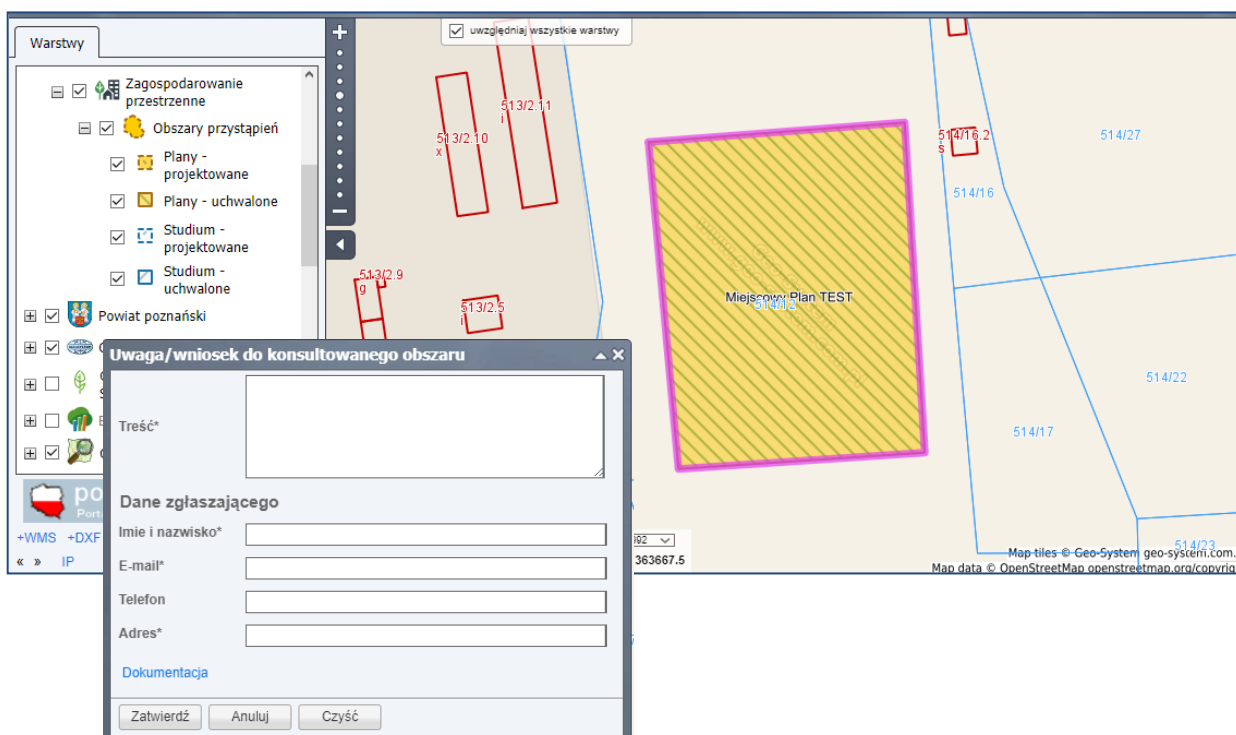 Warstwy
Zagospodarowanie
przestrzenne
Obszary przystąpień
Plany -
projektowane
Plany - uchwalone
Studium -
projektowane
Studium -
uchwalone
Powiat poznański
+WMS +DXF
« » IP
uwzględniaj wszystkie warstwy
513/2.11
i
513/2.10
x
513/2.9
g
513/2.5
i
Miejscowy Plan TEST
514/12
514/16.2
s
514/16
514/27
514/22
514/17
514/23
363667.5
Map tiles © Geo-System geo-system.com.
Map data © OpenStreetMap openstreetmap.org/copyrig
Uwaga/wniosek do konsultowanego obszaru
Treść*
Dane zgłaszającego
Imie i nazwisko*
E-mail*
Telefon
Adres*
Dokumentacja
Zatwierdź Anuluj Czyść